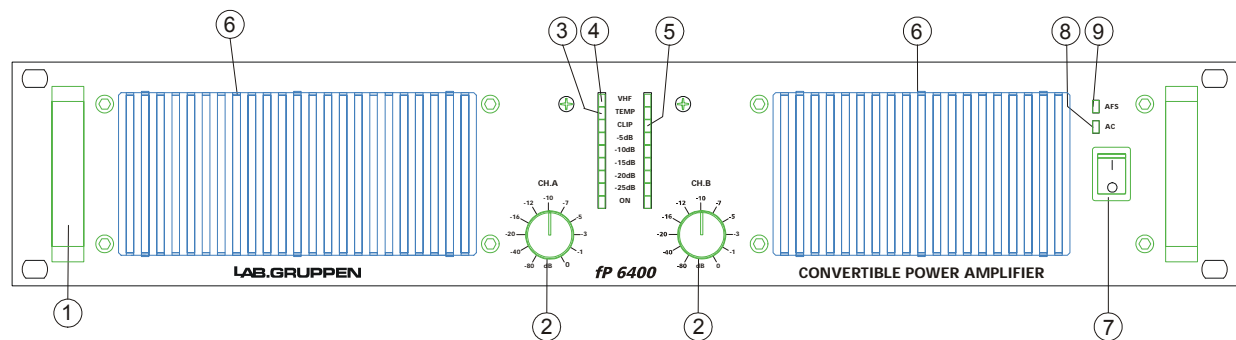 6 3 4 5 6 8 9
VHF
TEMP
CLIP
-5dB
-10dB
-15dB
-20dB
-25dB
ON
AFS
AC
CH.A
-80 -40 -20 -16 -12 -10 -7 -5 -3 -1 0
dB
CH.B
-80 -40 -20 -16 -12 -10 -7 -5 -3 -1 0
dB
LAB.GRUPPEN
fP 6400
CONVERTIBLE POWER AMPLIFIER
1 2 2 7